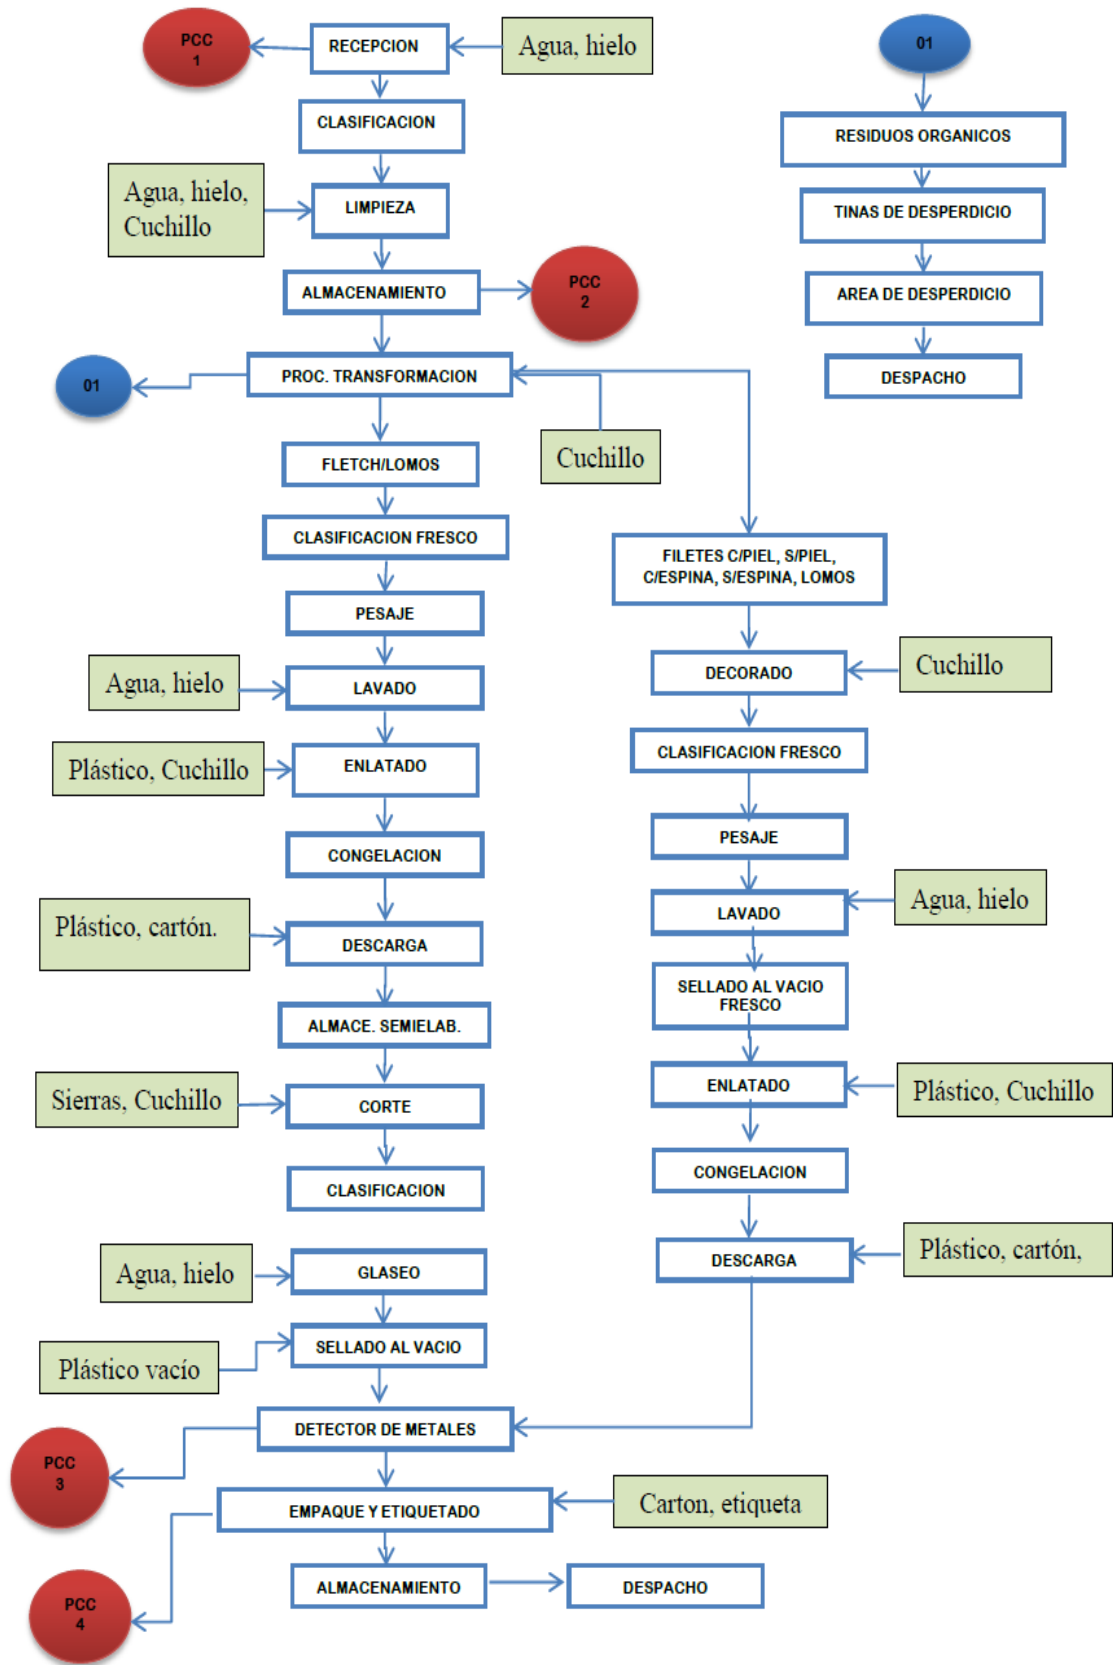 PCC
1
RECEPCION
Agua, hielo
01
CLASIFICACION
RESIDUOS ORGANICOS
Agua, hielo,
Cuchillo
LIMPIEZA
TINAS DE DESPERDICIO
ALMACENAMIENTO
PCC
2
AREA DE DESPERDICIO
01
PROC. TRANSFORMACION
DESPACHO
FLETCH/LOMOS
Cuchillo
CLASIFICACION FRESCO
FILETES C/PIEL, S/PIEL,
C/ESPINA, S/ESPINA, LOMOS
PESAJE
Agua, hielo
LAVADO
DECORADO
Cuchillo
Plástico, Cuchillo
ENLATADO
CLASIFICACION FRESCO
CONGELACION
PESAJE
Plástico, cartón.
DESCARGA
LAVADO
Agua, hielo
ALMACE. SEMIELAB.
SELLADO AL VACIO
FRESCO
Sierras, Cuchillo
CORTE
ENLATADO
Plástico, Cuchillo
CLASIFICACION
CONGELACION
Agua, hielo
GLASEO
DESCARGA
Plástico, cartón,
Plástico vacío
SELLADO AL VACIO
DETECTOR DE METALES
PCC
3
EMPAQUE Y ETIQUETADO
Carton, etiqueta
ALMACENAMIENTO
DESPACHO
PCC
4